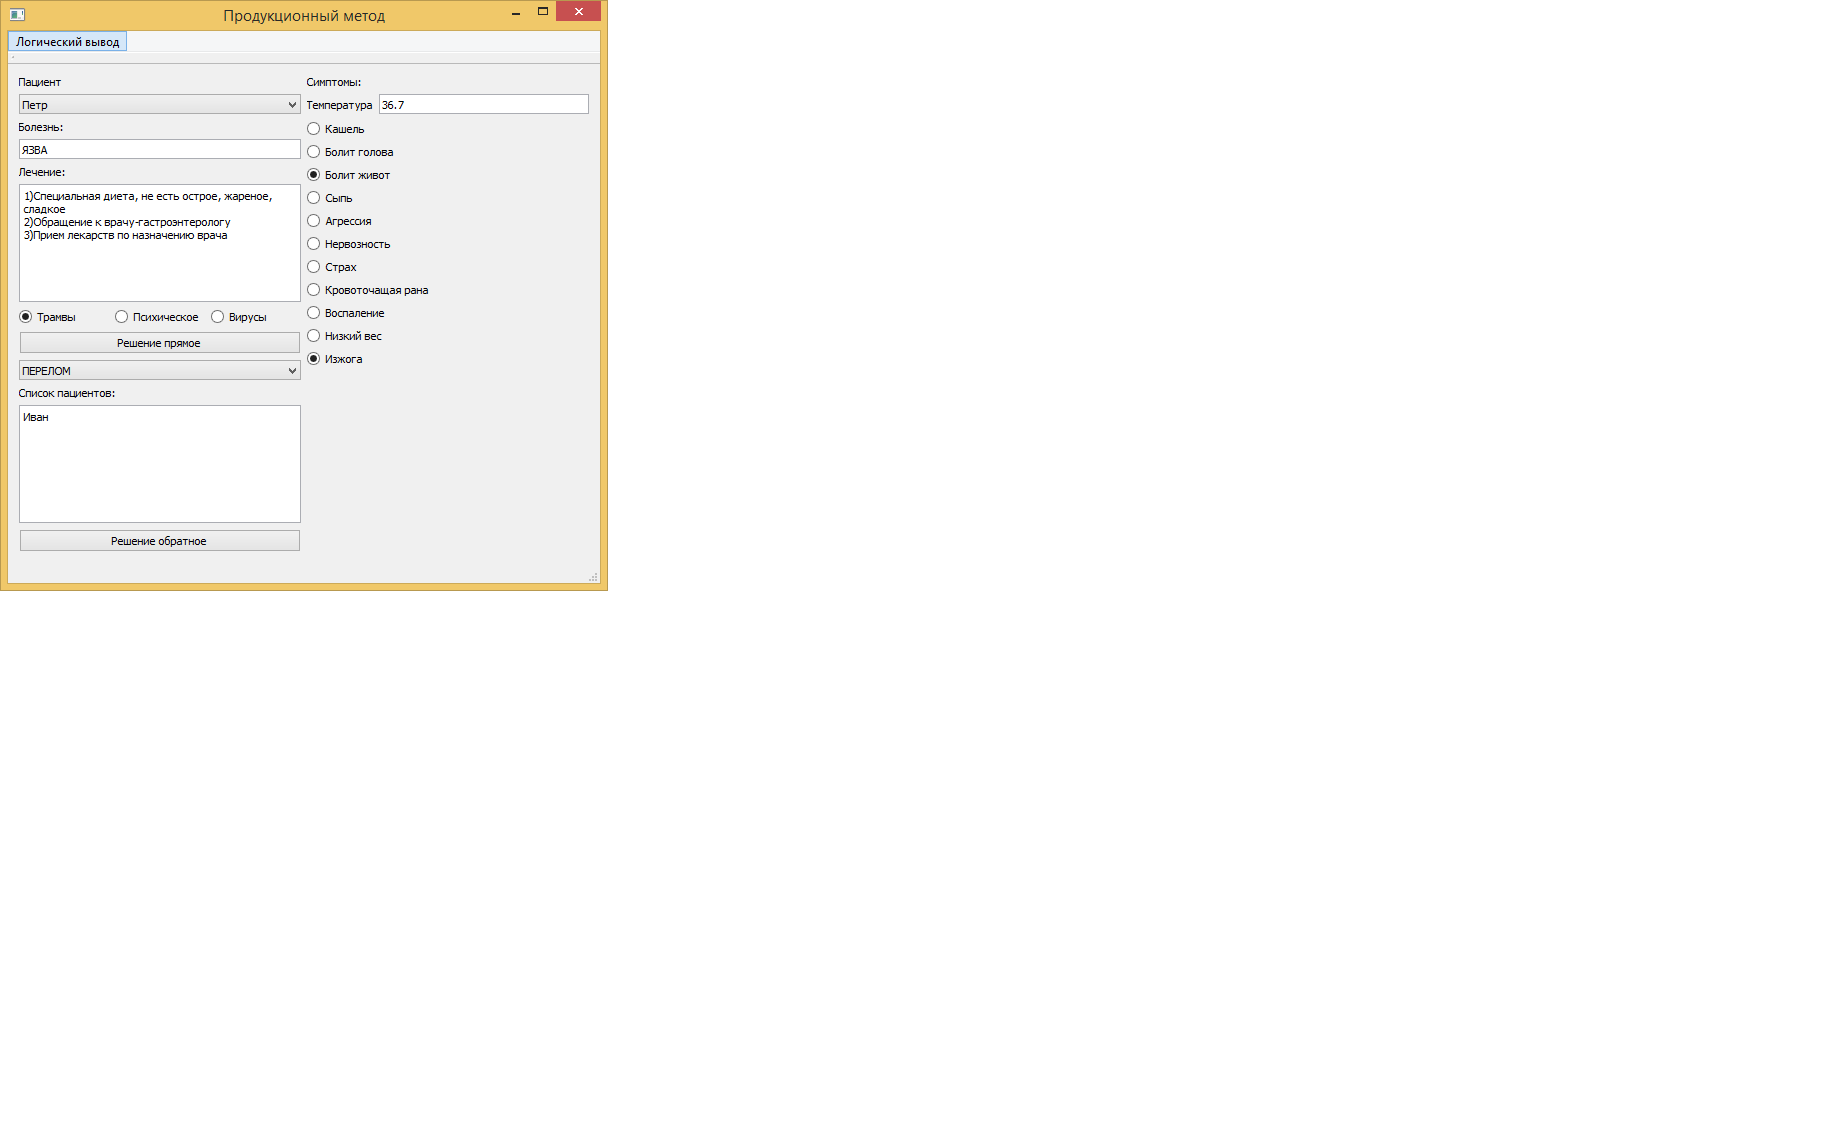 Продукционный метод
Логический вывод
Пациент
Петр
Болезнь:
ЯЗВА
Лечение:
1)Специальная диета, не есть острое, жареное,
сладкое
2)Обращение к врачу-гастроэнтерологу
3)Прием лекарств по назначению врача
Трамвы
Психическое
Вирусы
Решение прямое
ПЕРЕЛОМ
Список пациентов:
Иван
Решение обратное
Симптомы:
Температура 36.7
Кашель
Болит голова
Болит живот
Сыпь
Агрессия
Нервозность
Страх
Кровоточащая рана
Воспаление
Низкий вес
Изжога